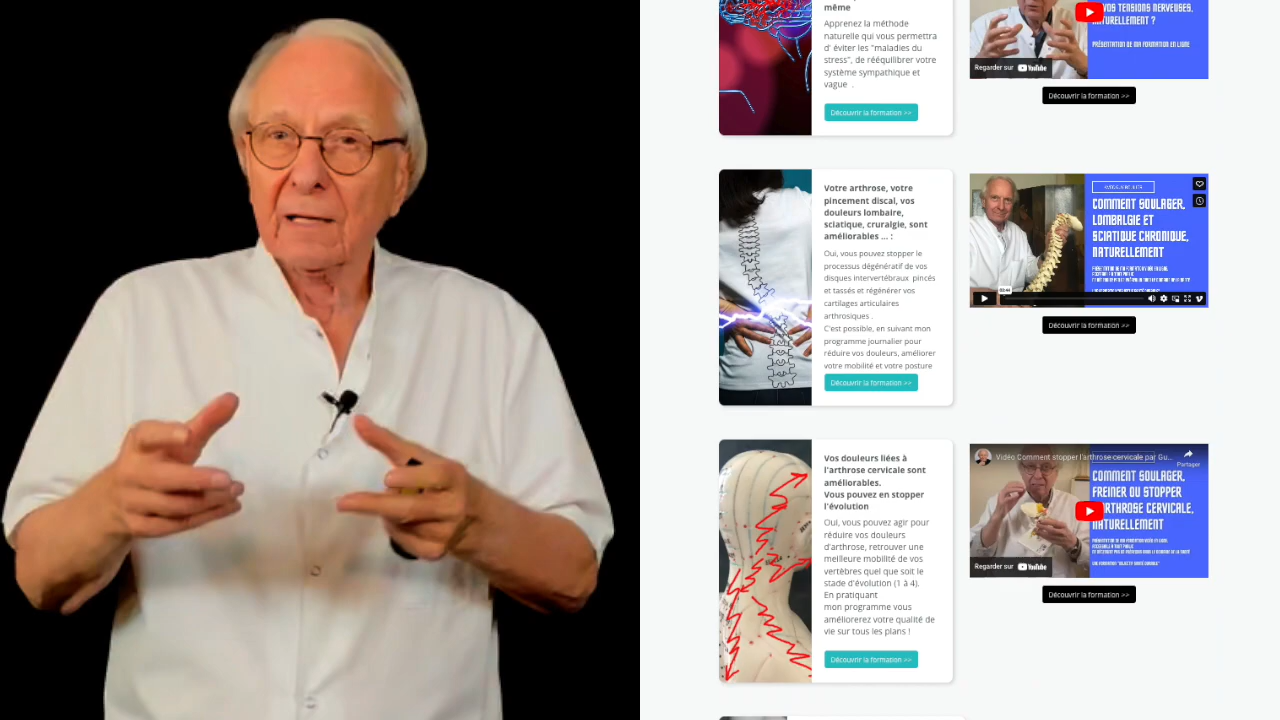 même
Apprenez la méthode
naturelle qui vous permettra
d' éviter les "maladies du
stress", de rééquilibrer votre
système sympathique et
vague .
Découvrir la formation >>
VOS TENSIONS NERVEUSES,
NATURELLEMENT ?
PRÉSENTATION DE MA FORMATION EN LIGNE
Regarder sur YouTube
Découvrir la formation >>
Votre arthrose, votre
pincement discal, vos
douleurs lombaire,
sciatique, cruralgie, sont
améliorables ... :
Oui, vous pouvez stopper le
processus dégénératif de vos
disques intervertébraux pincés
et tassés et régénérer vos
cartilages articulaires
arthrosiques .
C'est possible, en suivant mon
programme journalier pour
réduire vos douleurs, améliorer
votre mobilité et votre posture
Découvrir la formation >>
COMMENT SOULAGER,
LOMBALGIE ET
SCIATIQUE CHRONIQUE,
NATURELLEMENT
Découvrir la formation >>
Vos douleurs liées à
l'arthrose cervicale sont
améliorables.
Vous pouvez en stopper
l'évolution
Oui, vous pouvez agir pour
réduire vos douleurs
d'arthrose, retrouver une
meilleure mobilité de vos
vertèbres quel que soit le
stade d'évolution (1 à 4).
En pratiquant
mon programme vous
améliorerez votre qualité de
vie sur tous les plans !
Découvrir la formation >>
Vidéo Comment stopper l'arthrose cervicale par Gu...
Partager
COMMENT SOULAGER,
FREINER OU STOPPER
L'ARTHROSE CERVICALE,
NATURELLEMENT
Regarder sur YouTube
Découvrir la formation >>